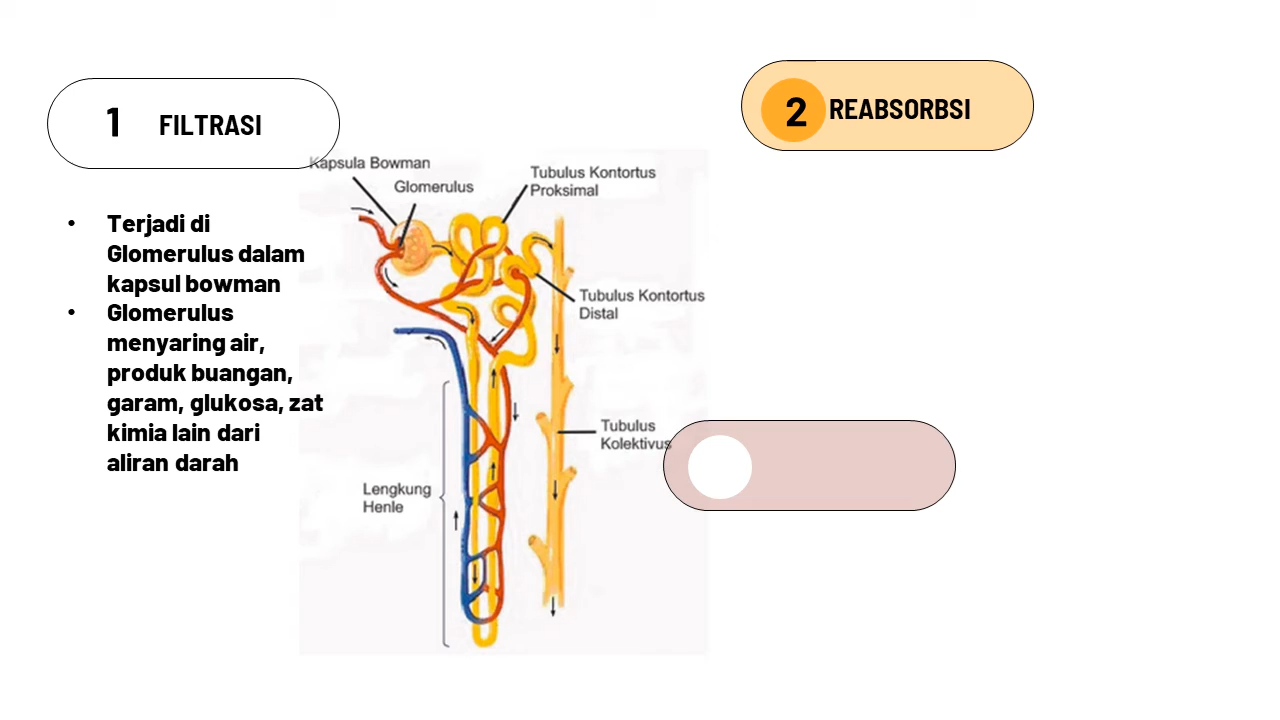 1 FILTRASI
2 REABSORBSI
Kapsula Bowman
Glomerulus
Tubulus Kontortus
Proksimal
• Terjadi di
Glomerulus dalam
kapsul bowman
• Glomerulus
menyaring air,
produk buangan,
garam, glukosa, zat
kimia lain dari
aliran darah
Tubulus Kontortus
Distal
Tubulus
Kolektivus
Lengkung
Henle